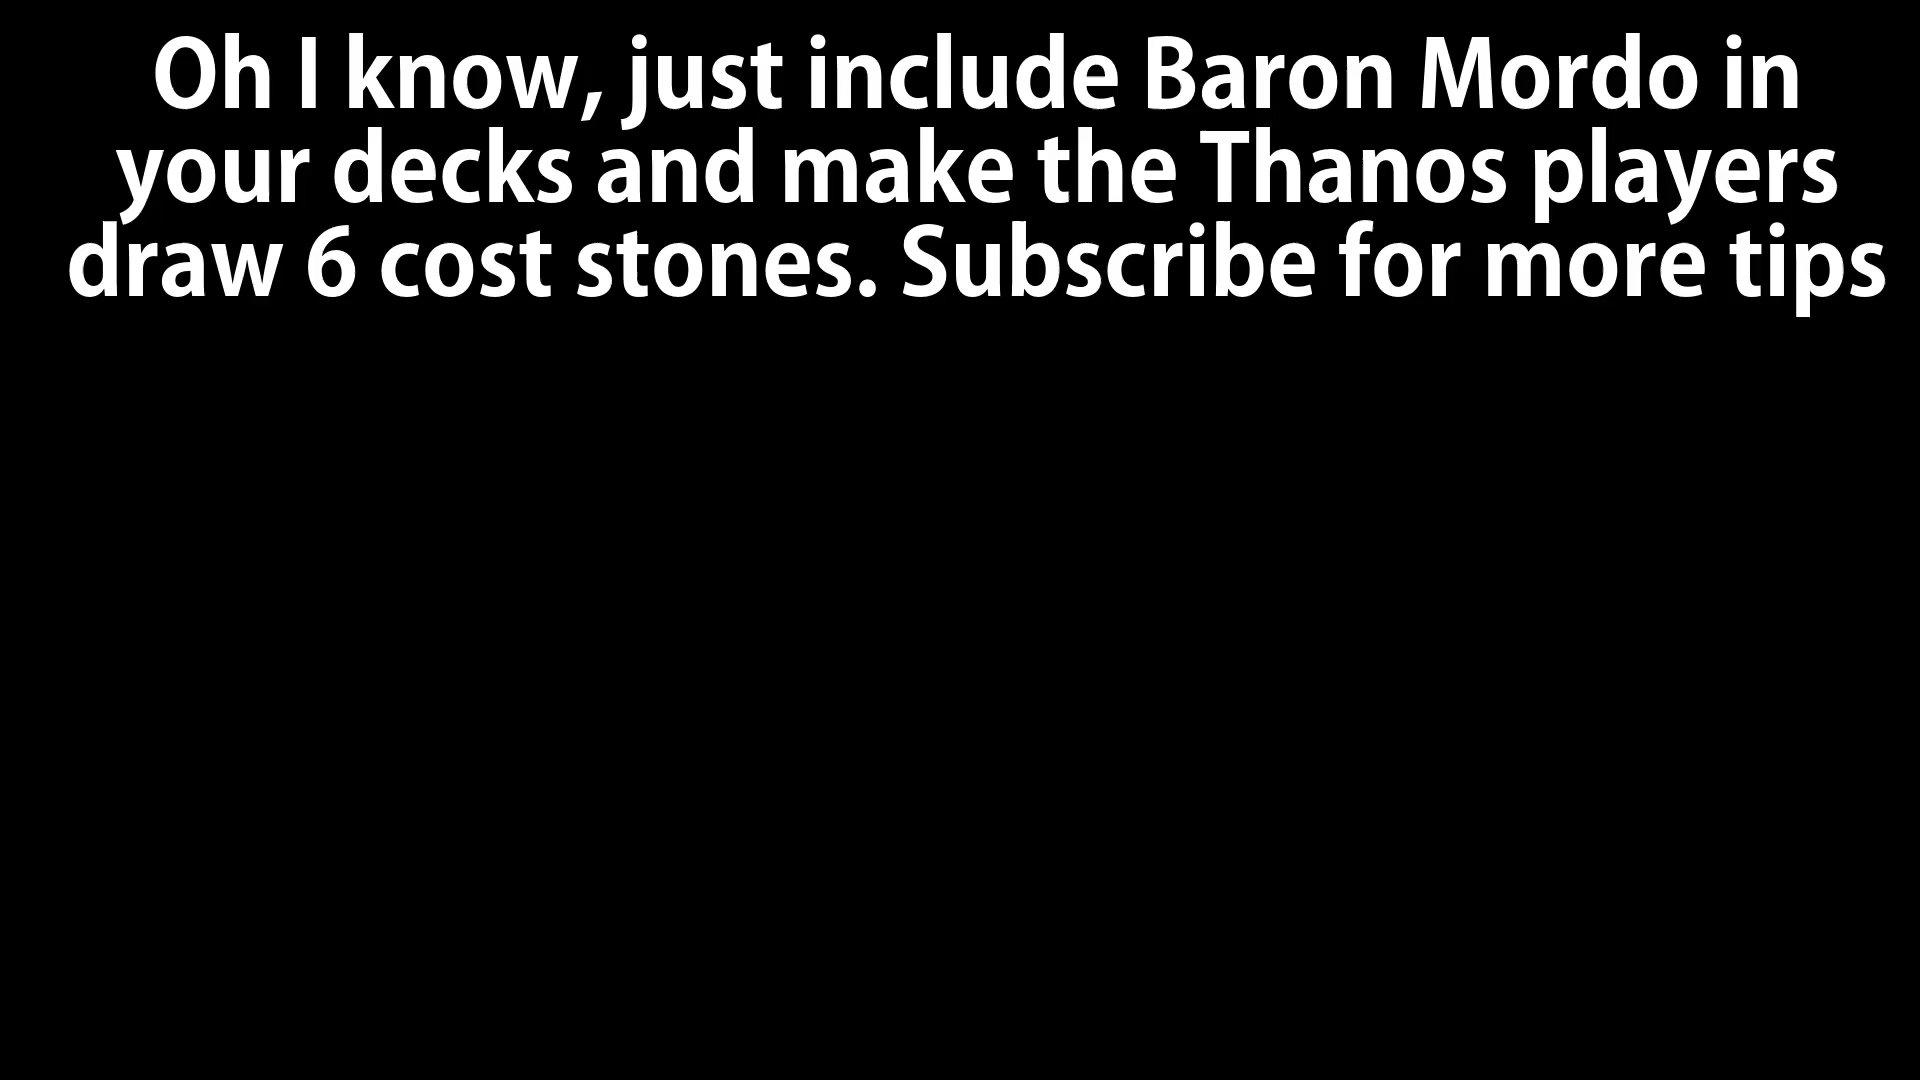 Oh I know, just include Baron Mordo in
your decks and make the Thanos players
draw 6 cost stones. Subscribe for more tips